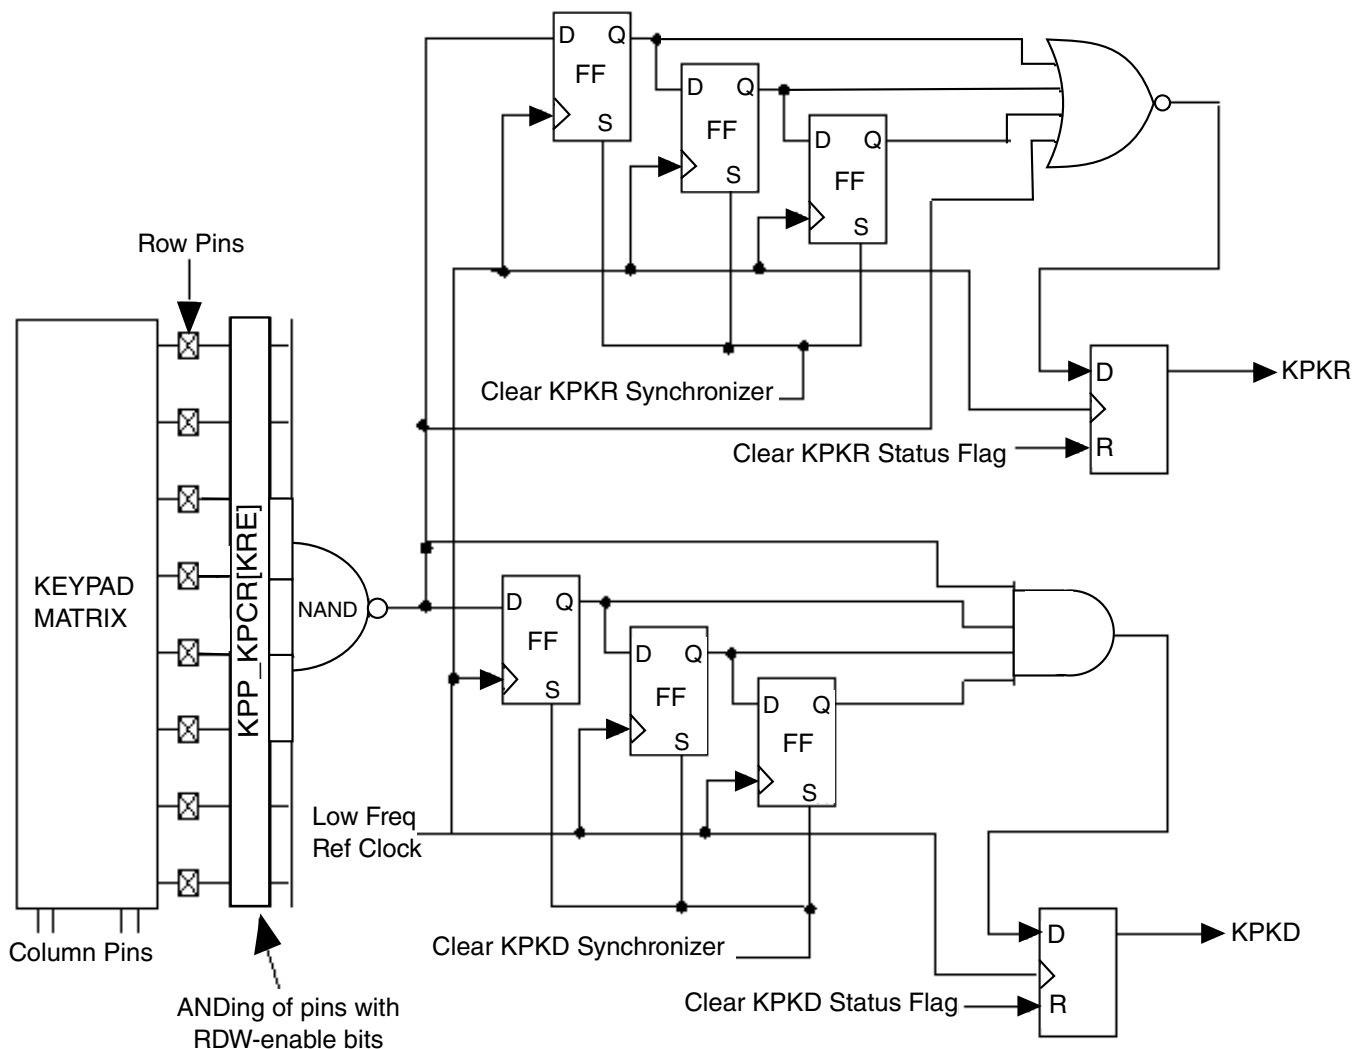 D Q
FF
S
D Q
FF
S
D Q
FF
S
Row Pins
Clear KPKR Synchronizer
D
R
KPKR
Clear KPKR Status Flag
KEYPAD
MATRIX
KPP_KPCR[KRE]
NAND
D Q
FF
S
D Q
FF
S
D Q
FF
S
Low Freq
Ref Clock
Column Pins
Clear KPKD Synchronizer
D
R
KPKD
Clear KPKD Status Flag
ANDing of pins with
RDW-enable bits